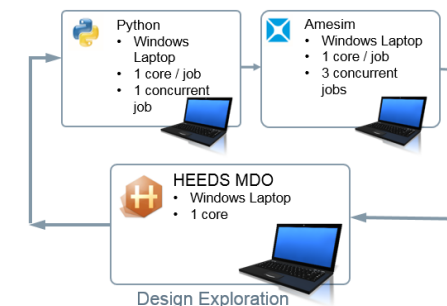 Python
• Windows
Laptop
• 1 core / job
• 1 concurrent
job
Amesim
• Windows Laptop
• 1 core / job
• 3 concurrent
jobs
HEEDS MDO
• Windows Laptop
• 1 core
Design Exploration